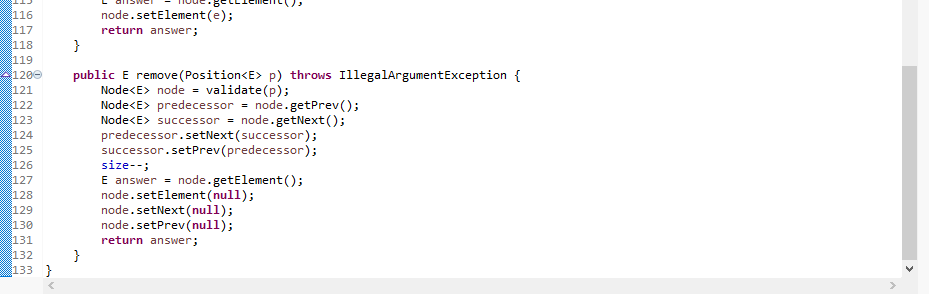 115 E answer = node.getElement();
116 node.setElement(e);
117 return answer;
118 }
119
120 public E remove(Position<E> p) throws IllegalArgumentException {
121 Node<E> node = validate(p);
122 Node<E> predecessor = node.getPrev();
123 Node<E> successor = node.getNext();
124 predecessor.setNext(successor);
125 successor.setPrev(predecessor);
126 size--;
127 E answer = node.getElement();
128 node.setElement(null);
129 node.setNext(null);
130 node.setPrev(null);
131 return answer;
132 }
133 }